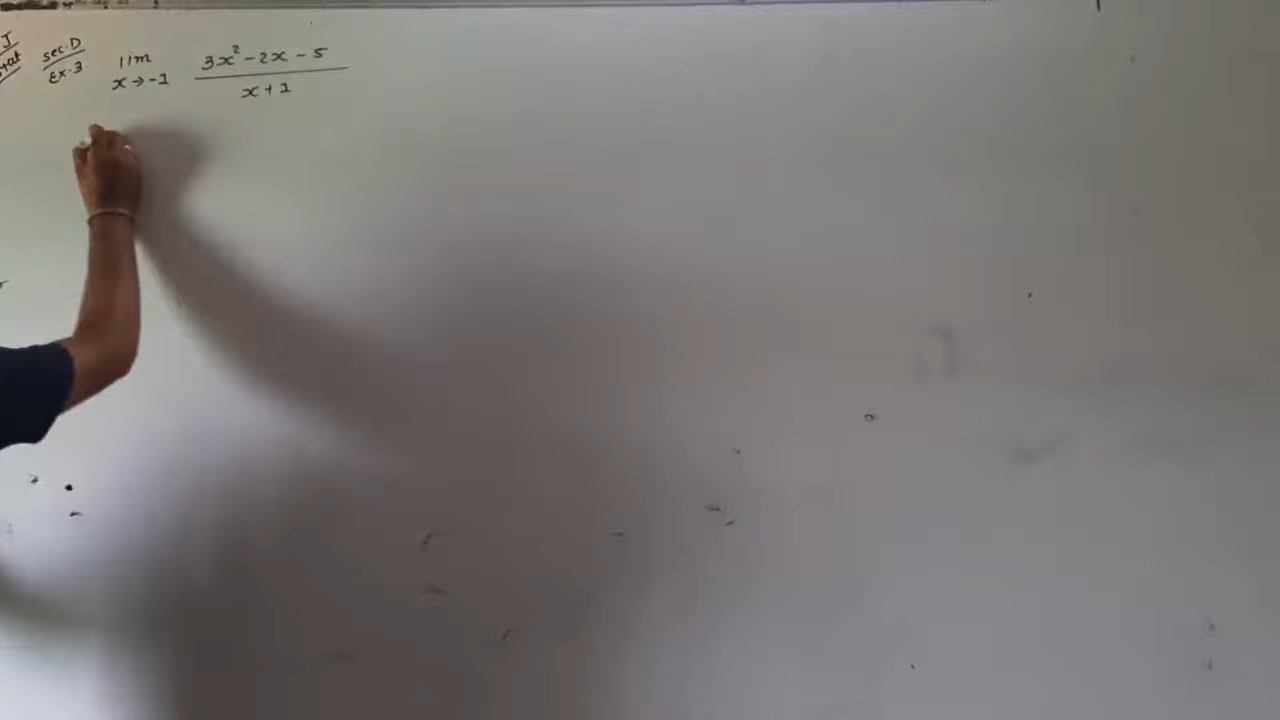 sec.D
Ex.3
lim x→-1 (3x²-2x-5)/(x+1)